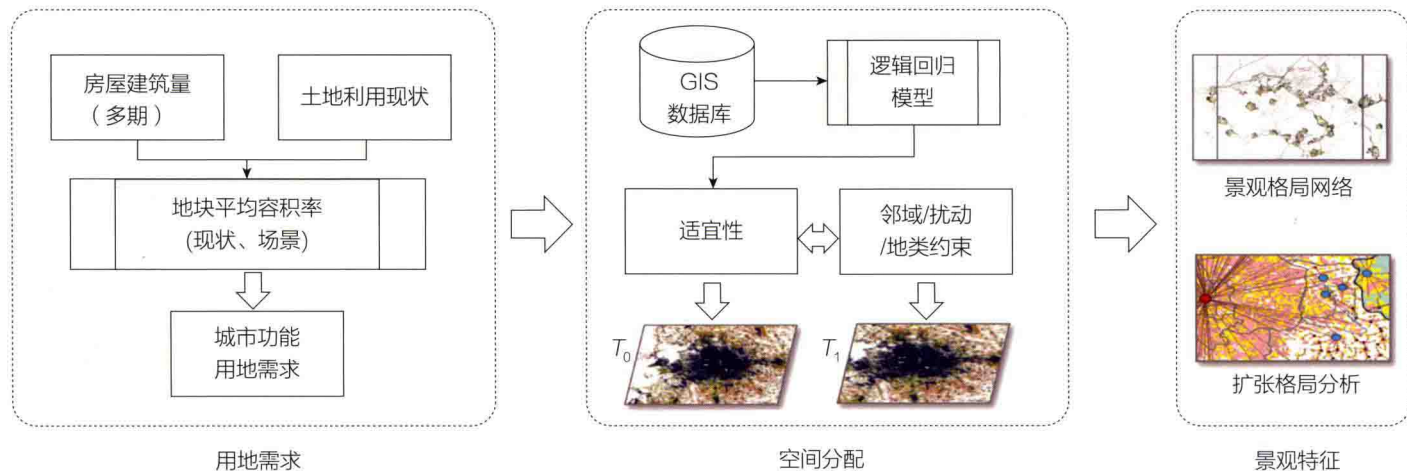 房屋建筑量
（多期）
土地利用现状
地块平均容积率
(现状、场景)
城市功能
用地需求
用地需求
GIS
数据库
逻辑回归
模型
适宜性
邻域/扰动
/地类约束
T₀
T₁
空间分配
景观格局网络
扩张格局分析
景观特征